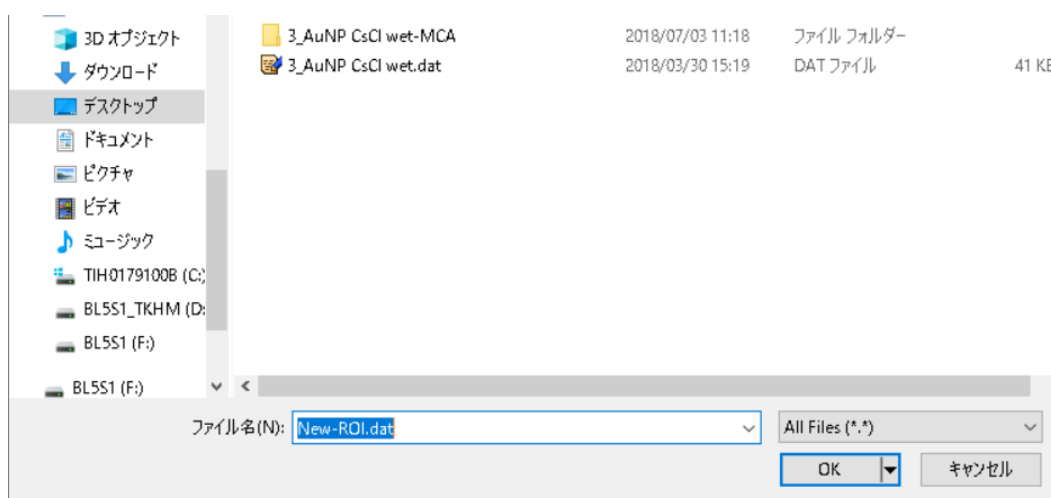 3D オブジェクト
ダウンロード
デスクトップ
ドキュメント
ピクチャ
ビデオ
ミュージック
TIH0179100B (C:)
BL5S1_TKHM (D:
BL5S1 (F:)
BL5S1 (F:)
3_AuNP CsCl wet-MCA 2018/07/03 11:18 ファイル フォルダー
3_AuNP CsCl wet.dat 2018/03/30 15:19 DAT ファイル 41 KB
ファイル名(N): New-ROI.dat All Files (*.*)
OK キャンセル